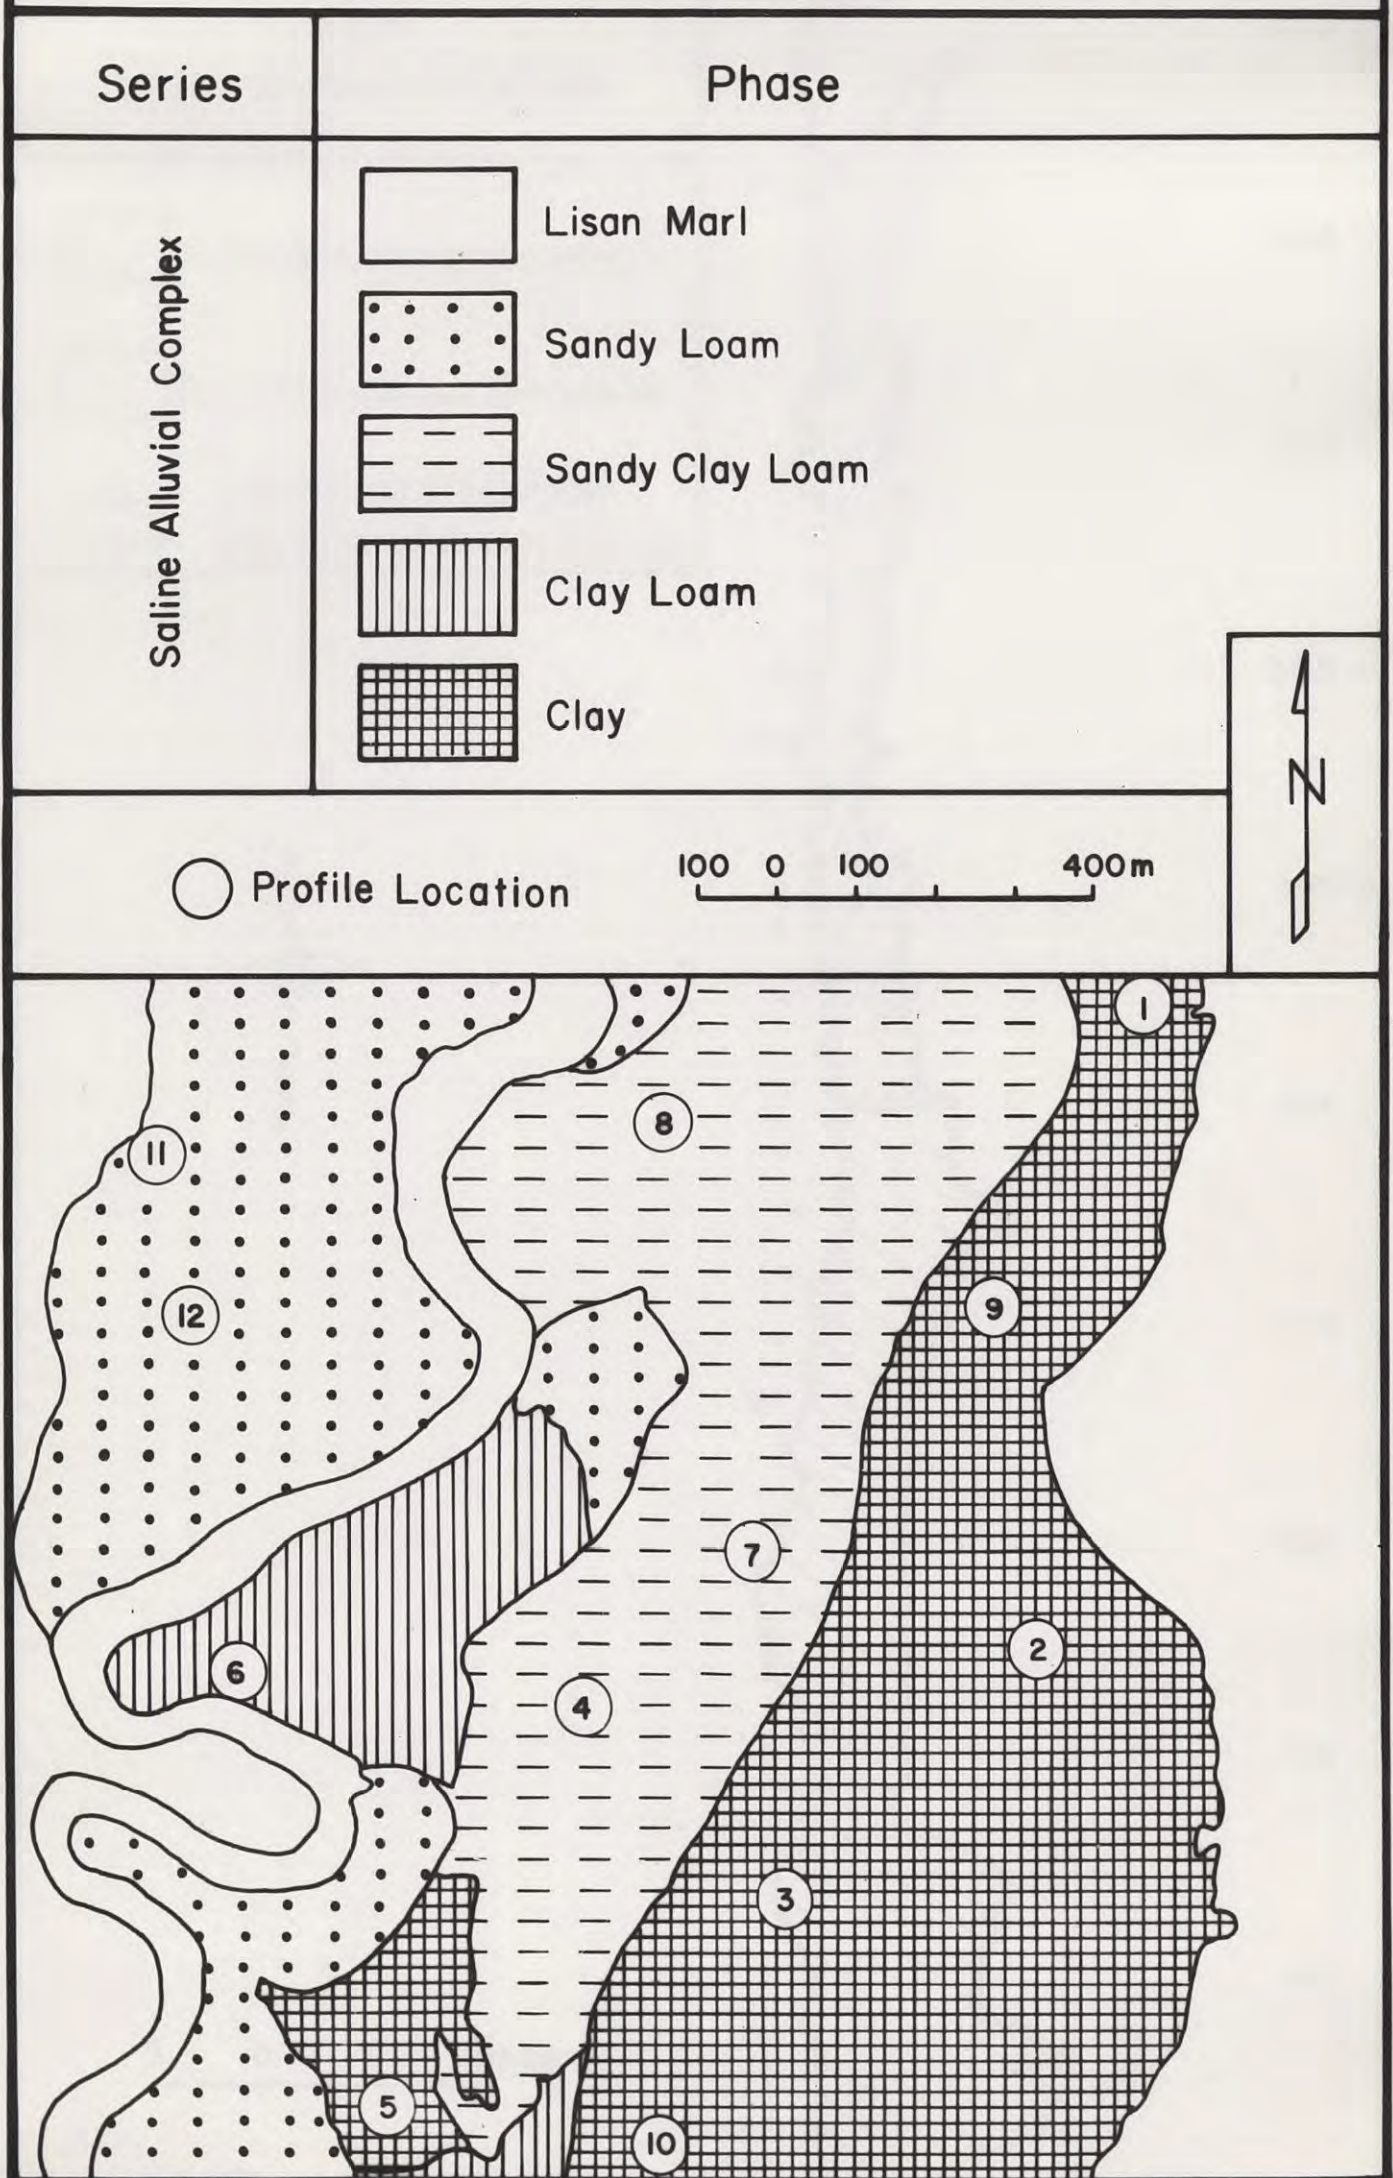 Series
Phase
Saline Alluvial Complex
Lisan Marl
Sandy Loam
Sandy Clay Loam
Clay Loam
Clay
N
Profile Location
100 0 100 400m
1
8
11
9
12
7
2
6
4
3
5
10